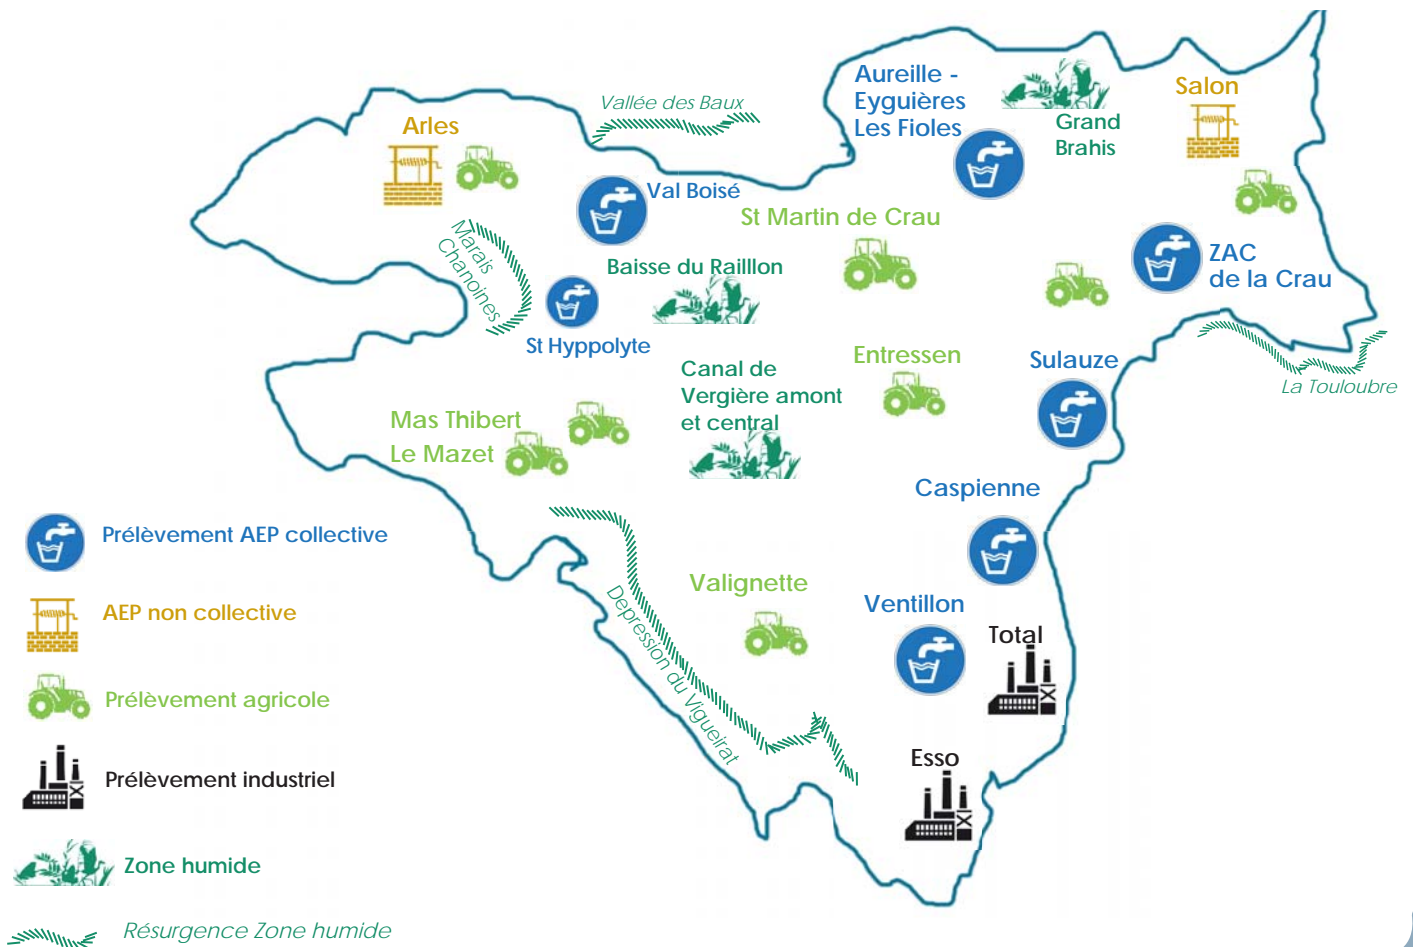 Vallée des Baux
Aureille -
Eyguières
Les Fioles
Salon
Grand
Brahis
Arles
Val Boisé
St Martin de Crau
Marais
Chanoines
Baisse du Railllon
ZAC
de la Crau
St Hyppolyte
Canal de
Vergière amont
et central
Entressen
Sulauze
La Touloubre
Mas Thibert
Le Mazet
Caspienne
Depression du Vigueirat
Valignette
Ventillon
Total
Esso
Prélèvement AEP collective
AEP non collective
Prélèvement agricole
Prélèvement industriel
Zone humide
Résurgence Zone humide